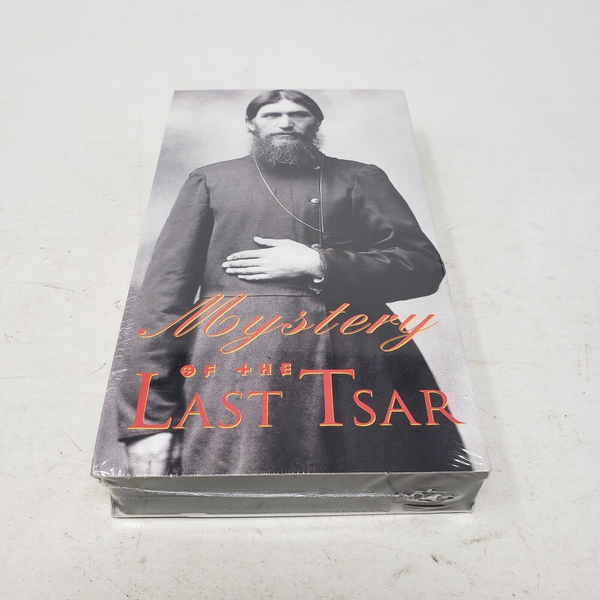 Mystery
OF THE
LAST TSAR